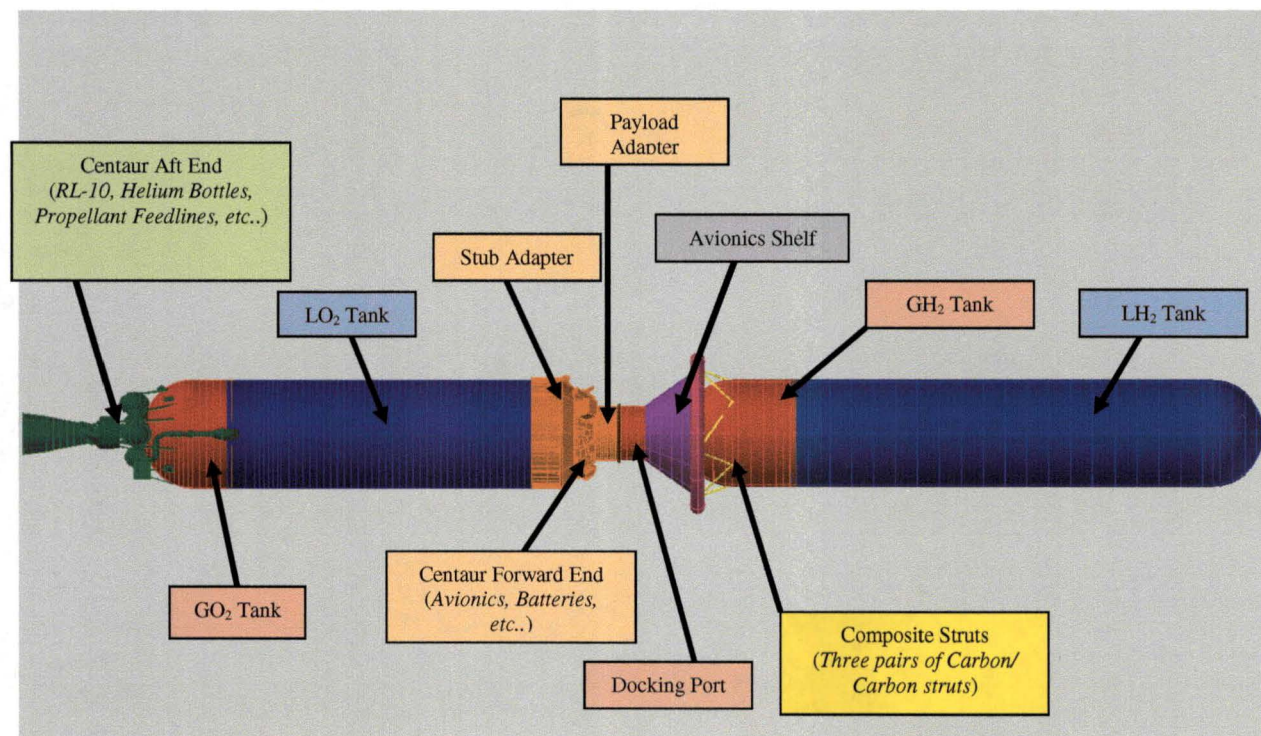 Payload
Adapter
Centaur Aft End
(RL-10, Helium Bottles,
Propellant Feedlines, etc..)
Stub Adapter
Avionics Shelf
LO₂ Tank
GH₂ Tank
LH₂ Tank
GO₂ Tank
Centaur Forward End
(Avionics, Batteries,
etc..)
Docking Port
Composite Struts
(Three pairs of Carbon/
Carbon struts)